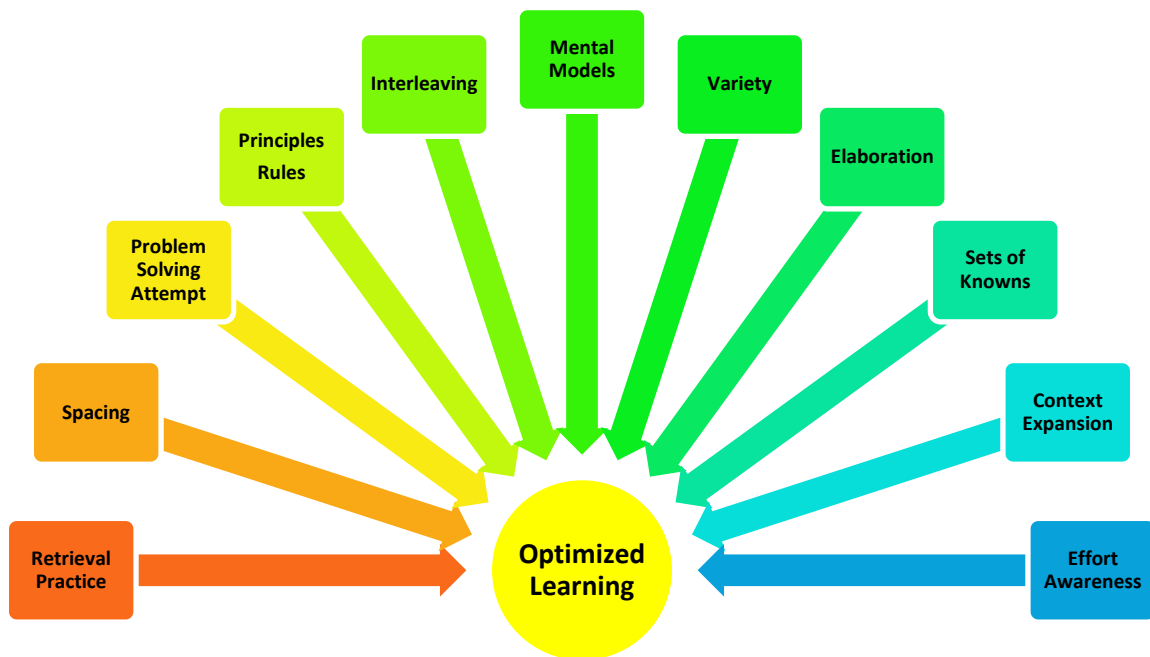 Retrieval
Practice
Spacing
Problem
Solving
Attempt
Principles
Rules
Interleaving
Mental
Models
Variety
Elaboration
Sets of
Knowns
Context
Expansion
Effort
Awareness
Optimized
Learning